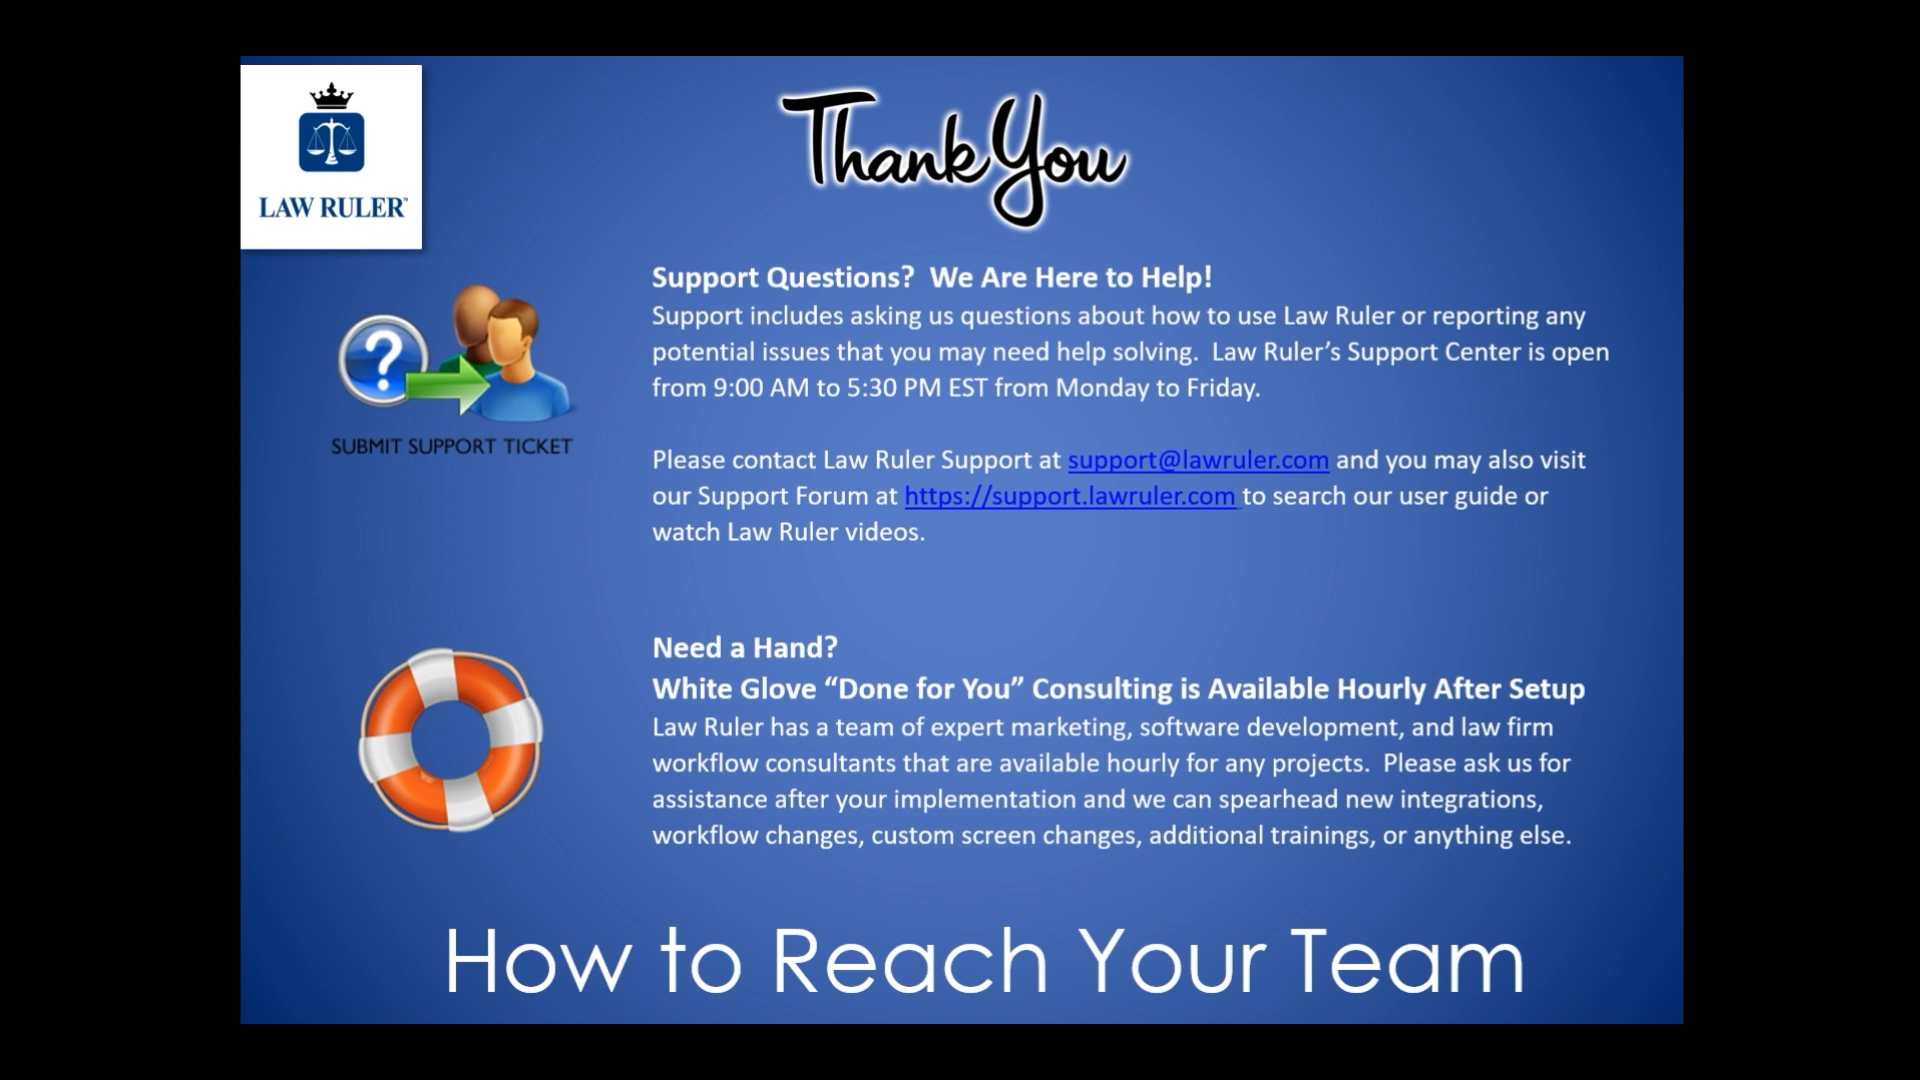 LAW RULER™
Thank You
Support Questions?  We Are Here to Help!
Support includes asking us questions about how to use Law Ruler or reporting any
potential issues that you may need help solving.  Law Ruler’s Support Center is open
from 9:00 AM to 5:30 PM EST from Monday to Friday.
SUBMIT SUPPORT TICKET
Please contact Law Ruler Support at support@lawruler.com and you may also visit
our Support Forum at https://support.lawruler.com to search our user guide or
watch Law Ruler videos.
Need a Hand?
White Glove “Done for You” Consulting is Available Hourly After Setup
Law Ruler has a team of expert marketing, software development, and law firm
workflow consultants that are available hourly for any projects.  Please ask us for
assistance after your implementation and we can spearhead new integrations,
workflow changes, custom screen changes, additional trainings, or anything else.
How to Reach Your Team